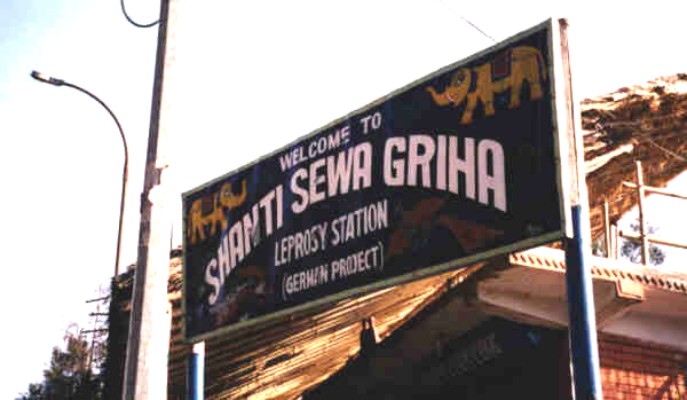 WELCOME TO
SHANTI SEWA GRIHA
LEPROSY STATION
(GERMAN PROJECT)